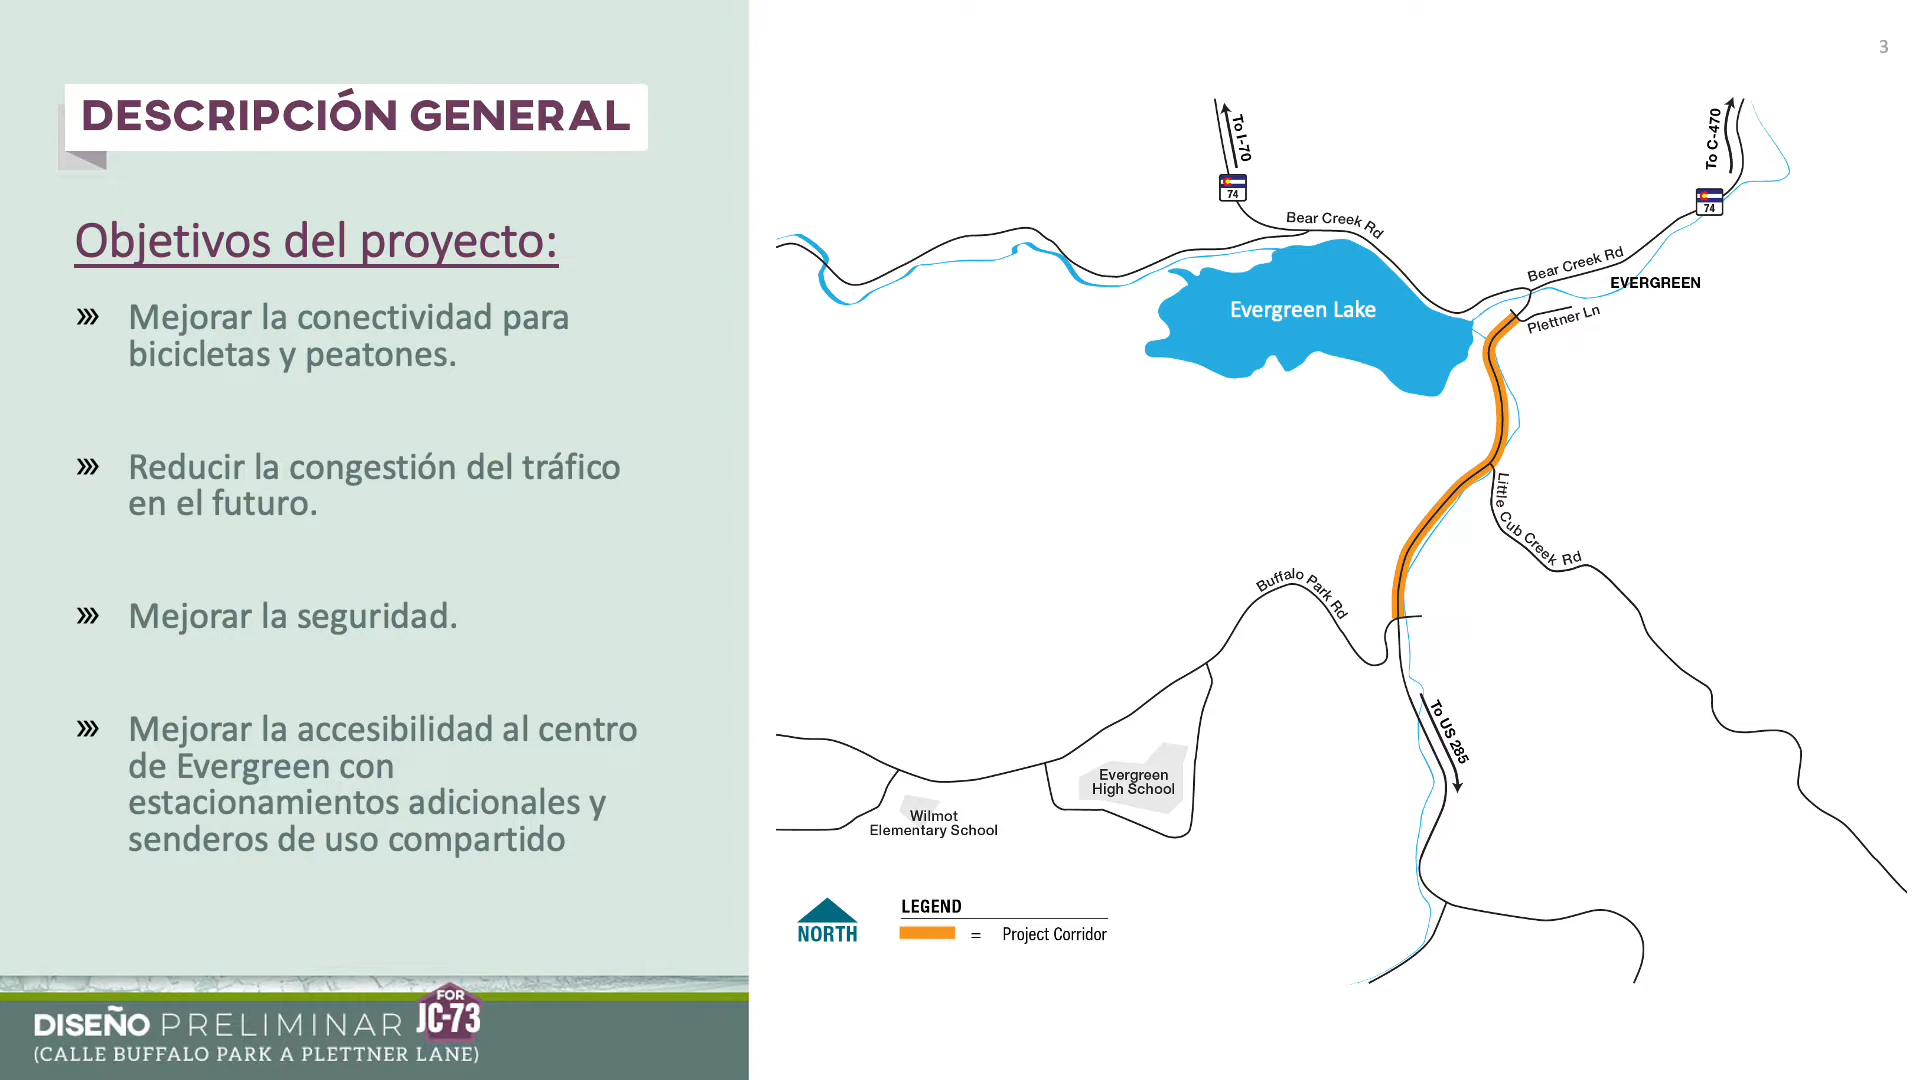 3
DESCRIPCIÓN GENERAL
Objetivos del proyecto:
Mejorar la conectividad para
bicicletas y peatones.
Reducir la congestión del tráfico
en el futuro.
Mejorar la seguridad.
Mejorar la accesibilidad al centro
de Evergreen con
estacionamientos adicionales y
senderos de uso compartido
DISEÑO PRELIMINAR FOR JC-73
(CALLE BUFFALO PARK A PLETTNER LANE)
To I-70
74
Bear Creek Rd
To C-470
74
Bear Creek Rd
EVERGREEN
Plettner Ln
Evergreen Lake
Little Cub Creek Rd
Buffalo Park Rd
To US 285
Evergreen
High School
Wilmot
Elementary School
NORTH
LEGEND
= Project Corridor